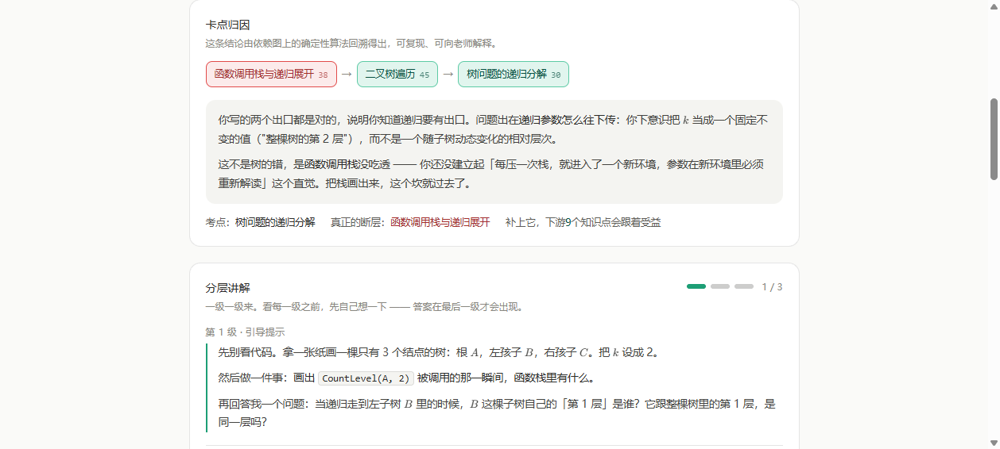 卡点归因
这条结论由依赖图上的确定性算法回溯得出，可复现、可向老师解释。
函数调用栈与递归展开 38 → 二叉树遍历 45 → 树问题的递归分解 30
你写的两个出口都是对的，说明你知道递归要有出口。问题出在递归参数怎么往下传：你下意识把 k 当成一个固定不
变的值（"整棵树的第 2 层"），而不是一个随子树动态变化的相对层次。
这不是树的错，是函数调用栈没吃透 —— 你还没建立起「每压一次栈，就进入了一个新环境，参数在新环境里必须
重新解读」这个直觉。把栈画出来，这个坎就过去了。
考点：树问题的递归分解 真正的断层：函数调用栈与递归展开 补上它，下游9个知识点会跟着受益
分层讲解 1 / 3
一级一级来。看每一级之前，先自己想一下 —— 答案在最后一级才会出现。
第 1 级 · 引导提示
先别看代码。拿一张纸画一棵只有 3 个结点的树：根 A，左孩子 B，右孩子 C。把 k 设成 2。
然后做一件事：画出 CountLevel(A, 2) 被调用的那一瞬间，函数栈里有什么。
再回答我一个问题：当递归走到左子树 B 里的时候，B 这棵子树自己的「第 1 层」是谁？它跟整棵树里的第 1 层，是
同一层吗？